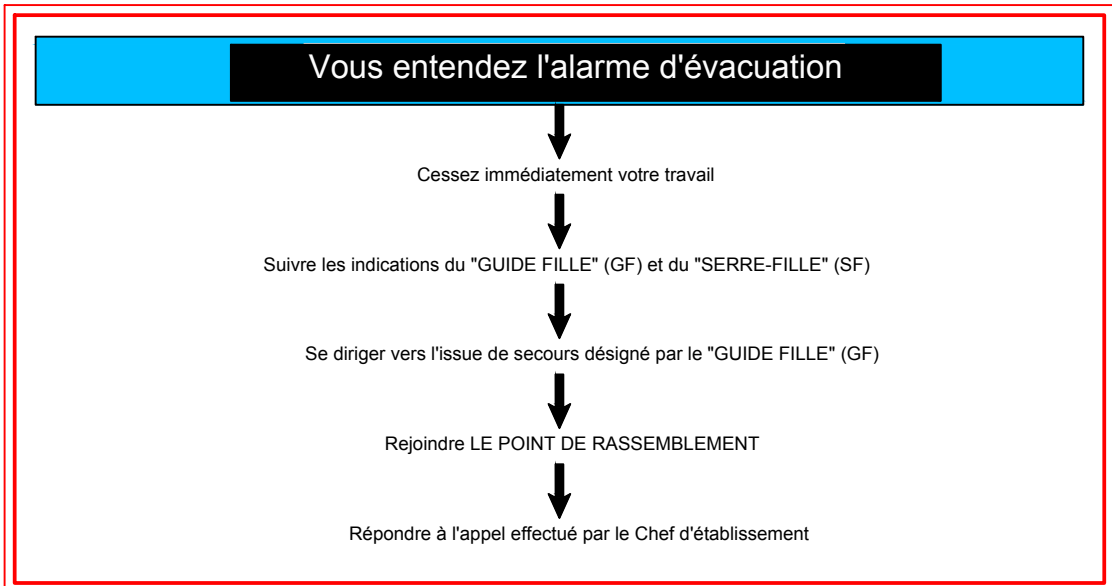 Vous entendez l'alarme d'évacuation
Cessez immédiatement votre travail
Suivre les indications du "GUIDE FILLE" (GF) et du "SERRE-FILLE" (SF)
Se diriger vers l'issue de secours désigné par le "GUIDE FILLE" (GF)
Rejoindre LE POINT DE RASSEMBLEMENT
Répondre à l'appel effectué par le Chef d'établissement